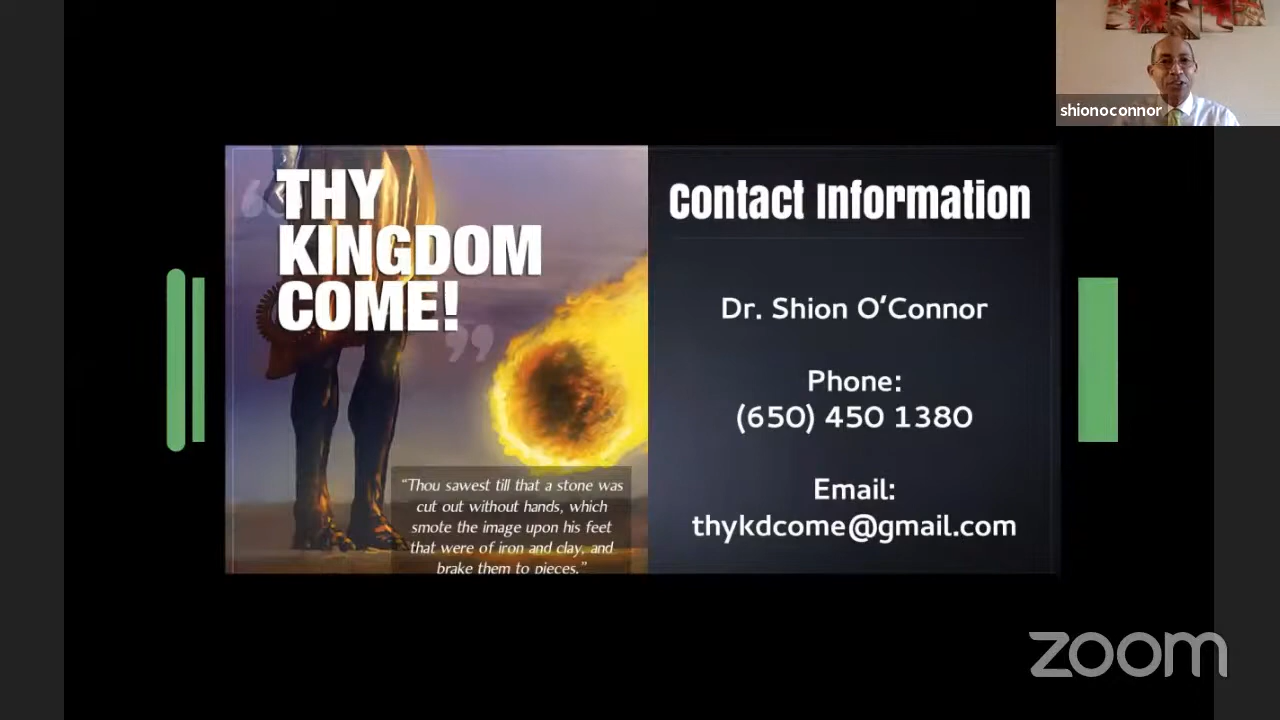 shionoconnor
“THY
KINGDOM
COME!”
“Thou sawest till that a stone was
cut out without hands, which
smote the image upon his feet
that were of iron and clay, and
brake them to pieces.”
Contact Information
Dr. Shion O’Connor
Phone:
(650) 450 1380
Email:
thykdcome@gmail.com
zoom